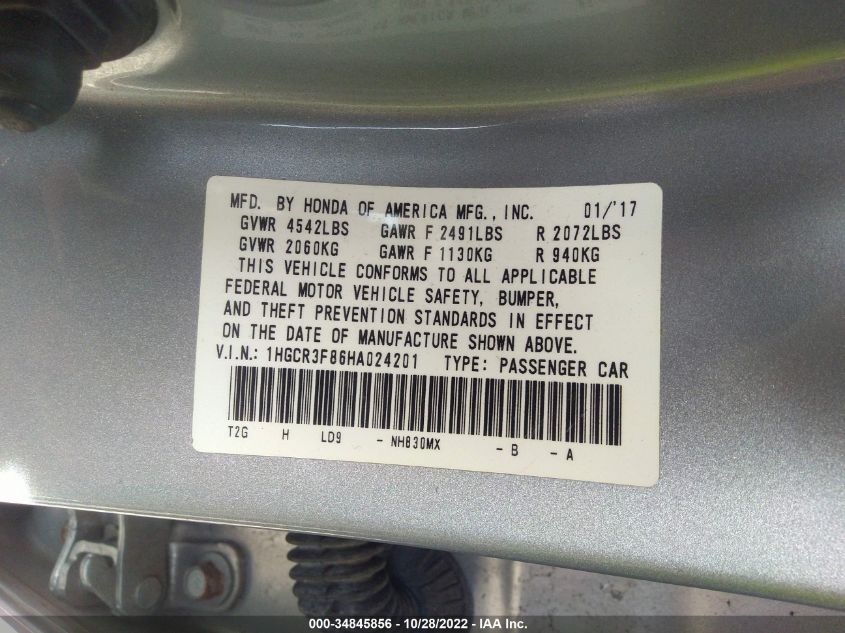 MFD. BY HONDA OF AMERICA MFG., INC. 01/'17
GVWR 4542LBS GAWR F 2491LBS R 2072LBS
GVWR 2060KG GAWR F 1130KG R 940KG
THIS VEHICLE CONFORMS TO ALL APPLICABLE
FEDERAL MOTOR VEHICLE SAFETY, BUMPER,
AND THEFT PREVENTION STANDARDS IN EFFECT
ON THE DATE OF MANUFACTURE SHOWN ABOVE.
V.I.N.: 1HGCR3F86HA024201 TYPE: PASSENGER CAR
T2G H LD9 - NH830MX - B - A
000-34845856 / 10/28/2022 / IAA Inc.